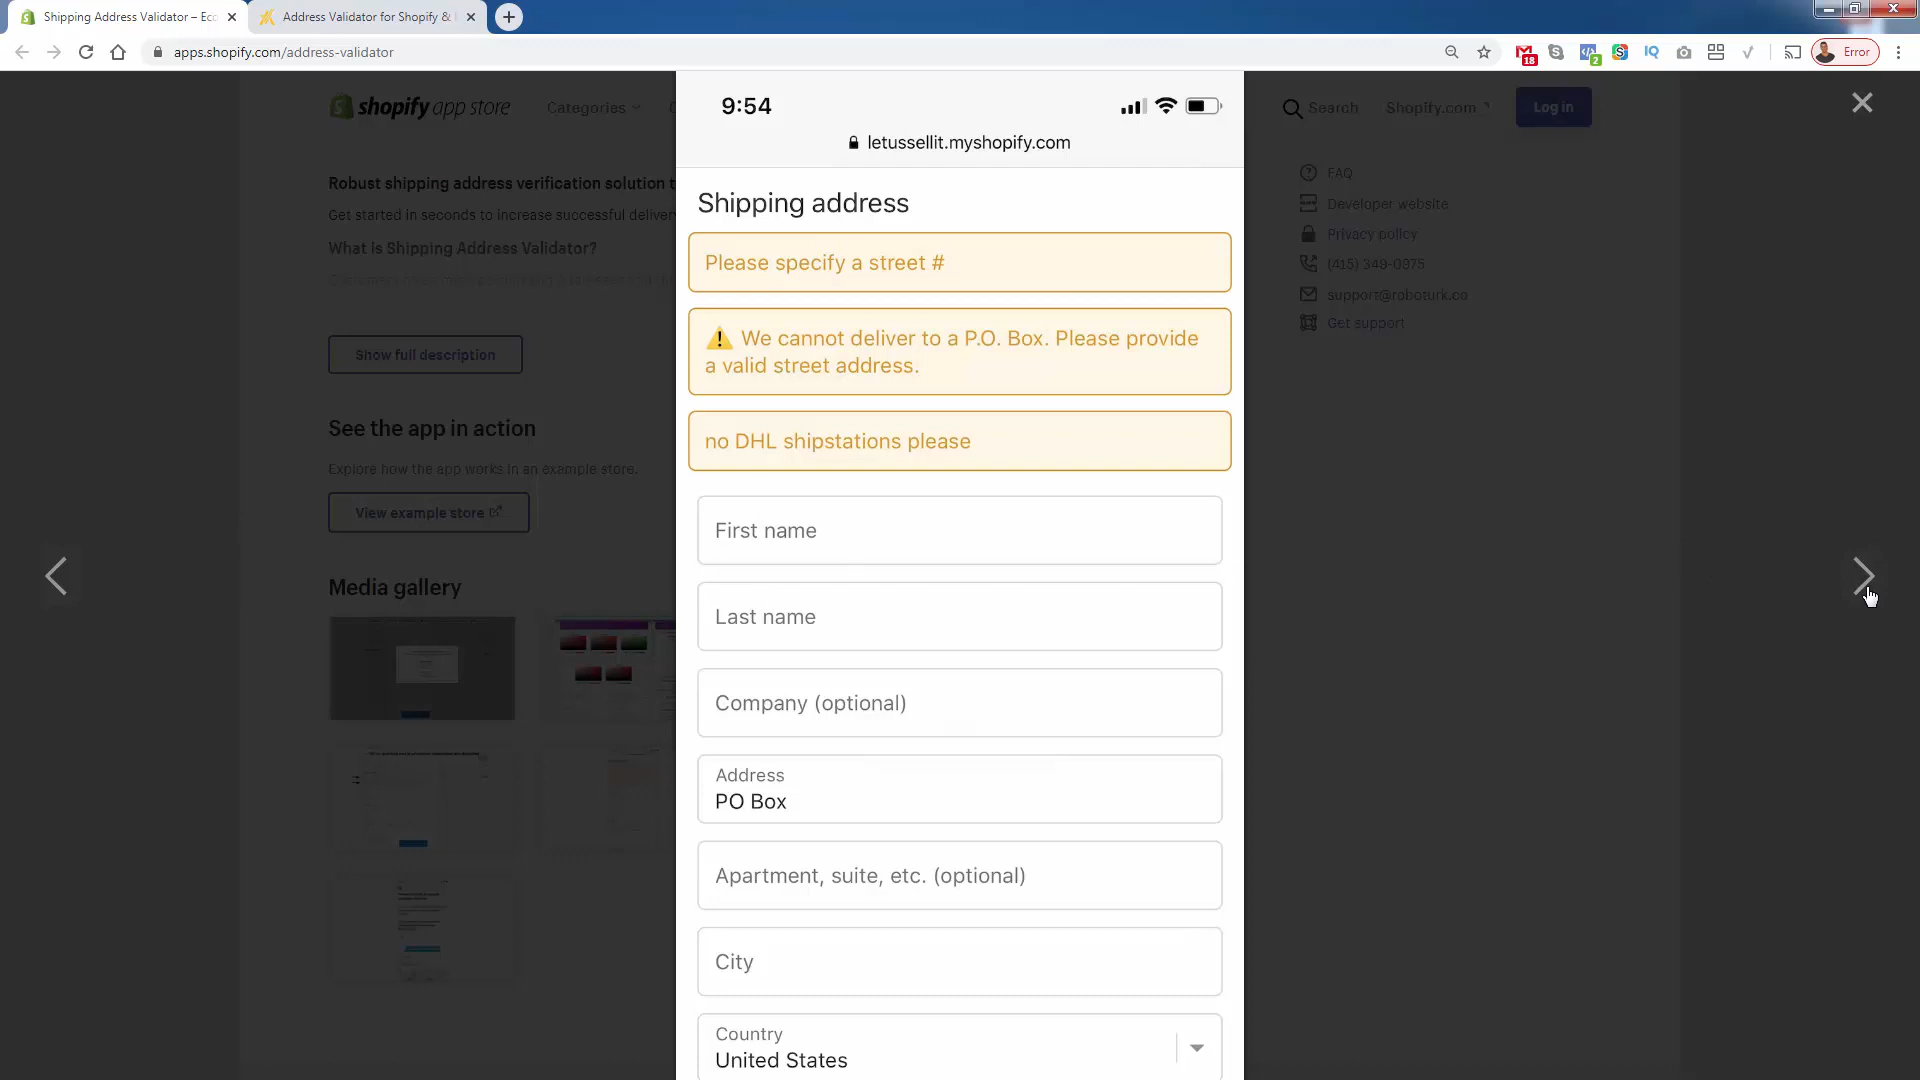 Shipping Address Validator – Eco
Address Validator for Shopify &
apps.shopify.com/address-validator
18
2
IQ
Error
shopify app store
Categories
Search
Shopify.com
Log in
Robust shipping address verification solution t
Get started in seconds to increase successful deliver
What is Shipping Address Validator?
Show full description
See the app in action
Explore how the app works in an example store.
View example store
Media gallery
FAQ
Developer website
Privacy policy
(415) 349-0875
support@roboturk.co
Get support
9:54
letussellit.myshopify.com
Shipping address
Please specify a street #
We cannot deliver to a P.O. Box. Please provide
a valid street address.
no DHL shipstations please
First name
Last name
Company (optional)
Address
PO Box
Apartment, suite, etc. (optional)
City
Country
United States